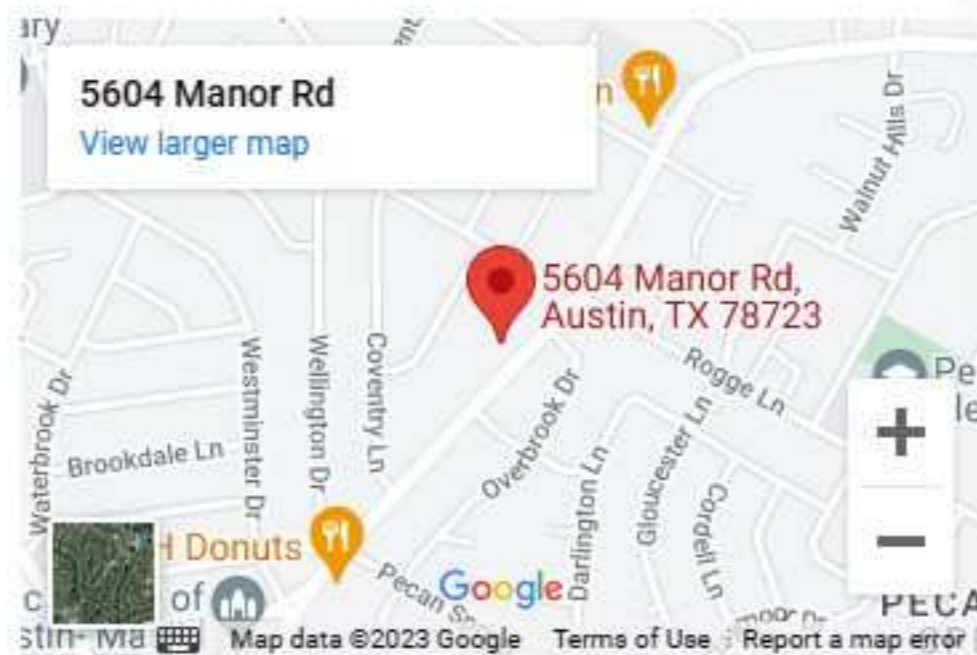 5604 Manor Rd
View larger map
5604 Manor Rd,
Austin, TX 78723
Walnut Hills Dr
Waterbrook Dr
Brookdale Ln
Westminster Dr
Wellington Dr
Coventry Ln
Overbrook Dr
Rogge Ln
Darlington Ln
Gloucester Ln
Cordell Ln
H Donuts
Pecan
of
Google
PECA
Map data ©2023 Google
Terms of Use
Report a map error